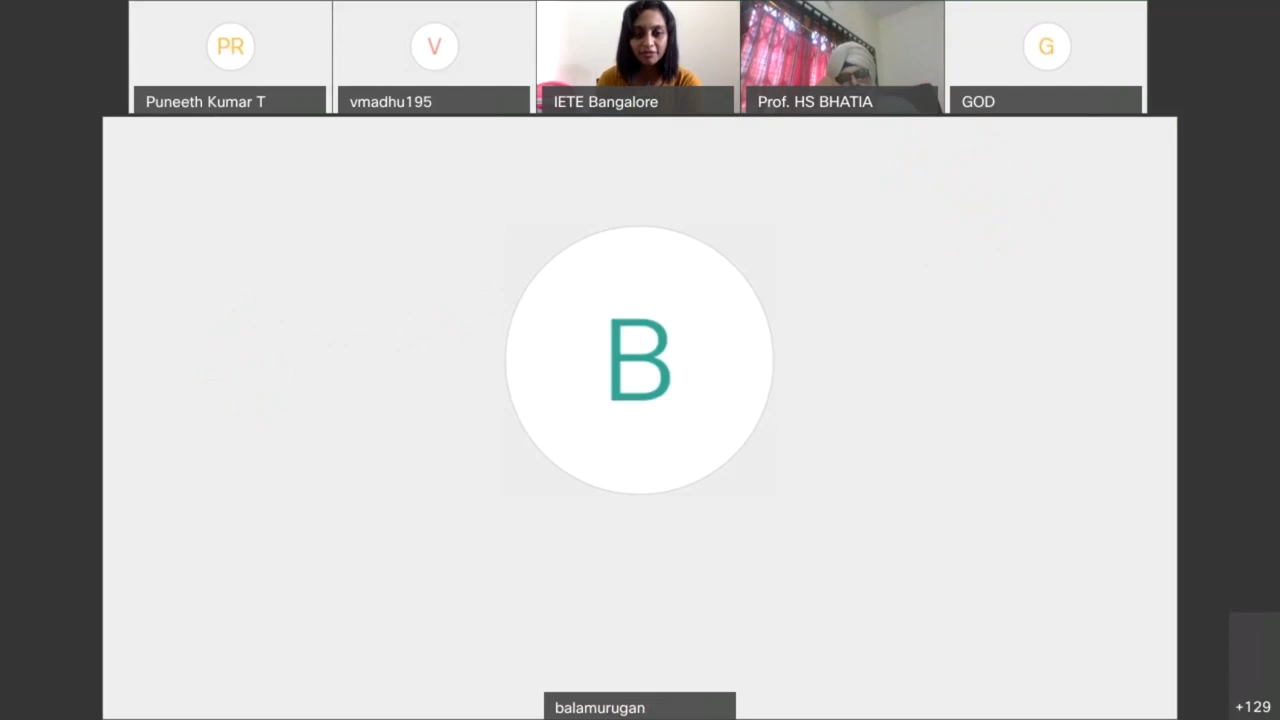 PR
V
G
Puneeth Kumar T
vmadhu195
IETE Bangalore
Prof. HS BHATIA
GOD
B
balamurugan
+129